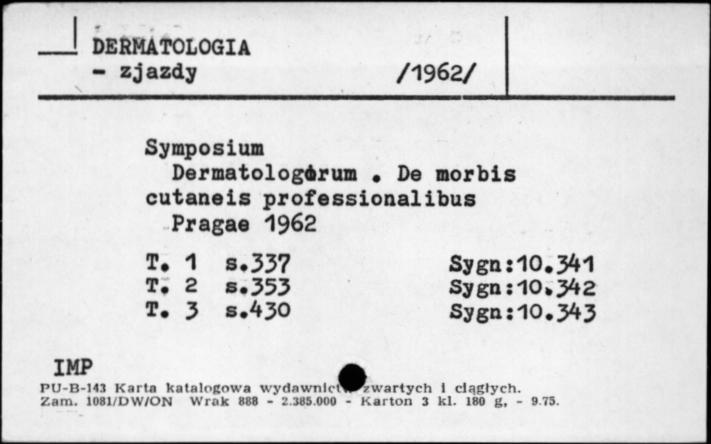 DERMATOLOGIA
- zjazdy /1962/
Symposium
Dermatologorum . De morbis
cutaneis professionalibus
Pragae 1962
T. 1 s.337 Sygn:10.341
T. 2 s.353 Sygn:10.342
T. 3 s.430 Sygn:10.343
IMP
PU-B-143 Karta katalogowa wydawnictw zwartych i ciągłych.
Zam. 1081/DW/ON Wrak 888 - 2.385.000 - Karton 3 kl. 180 g, - 9.75.